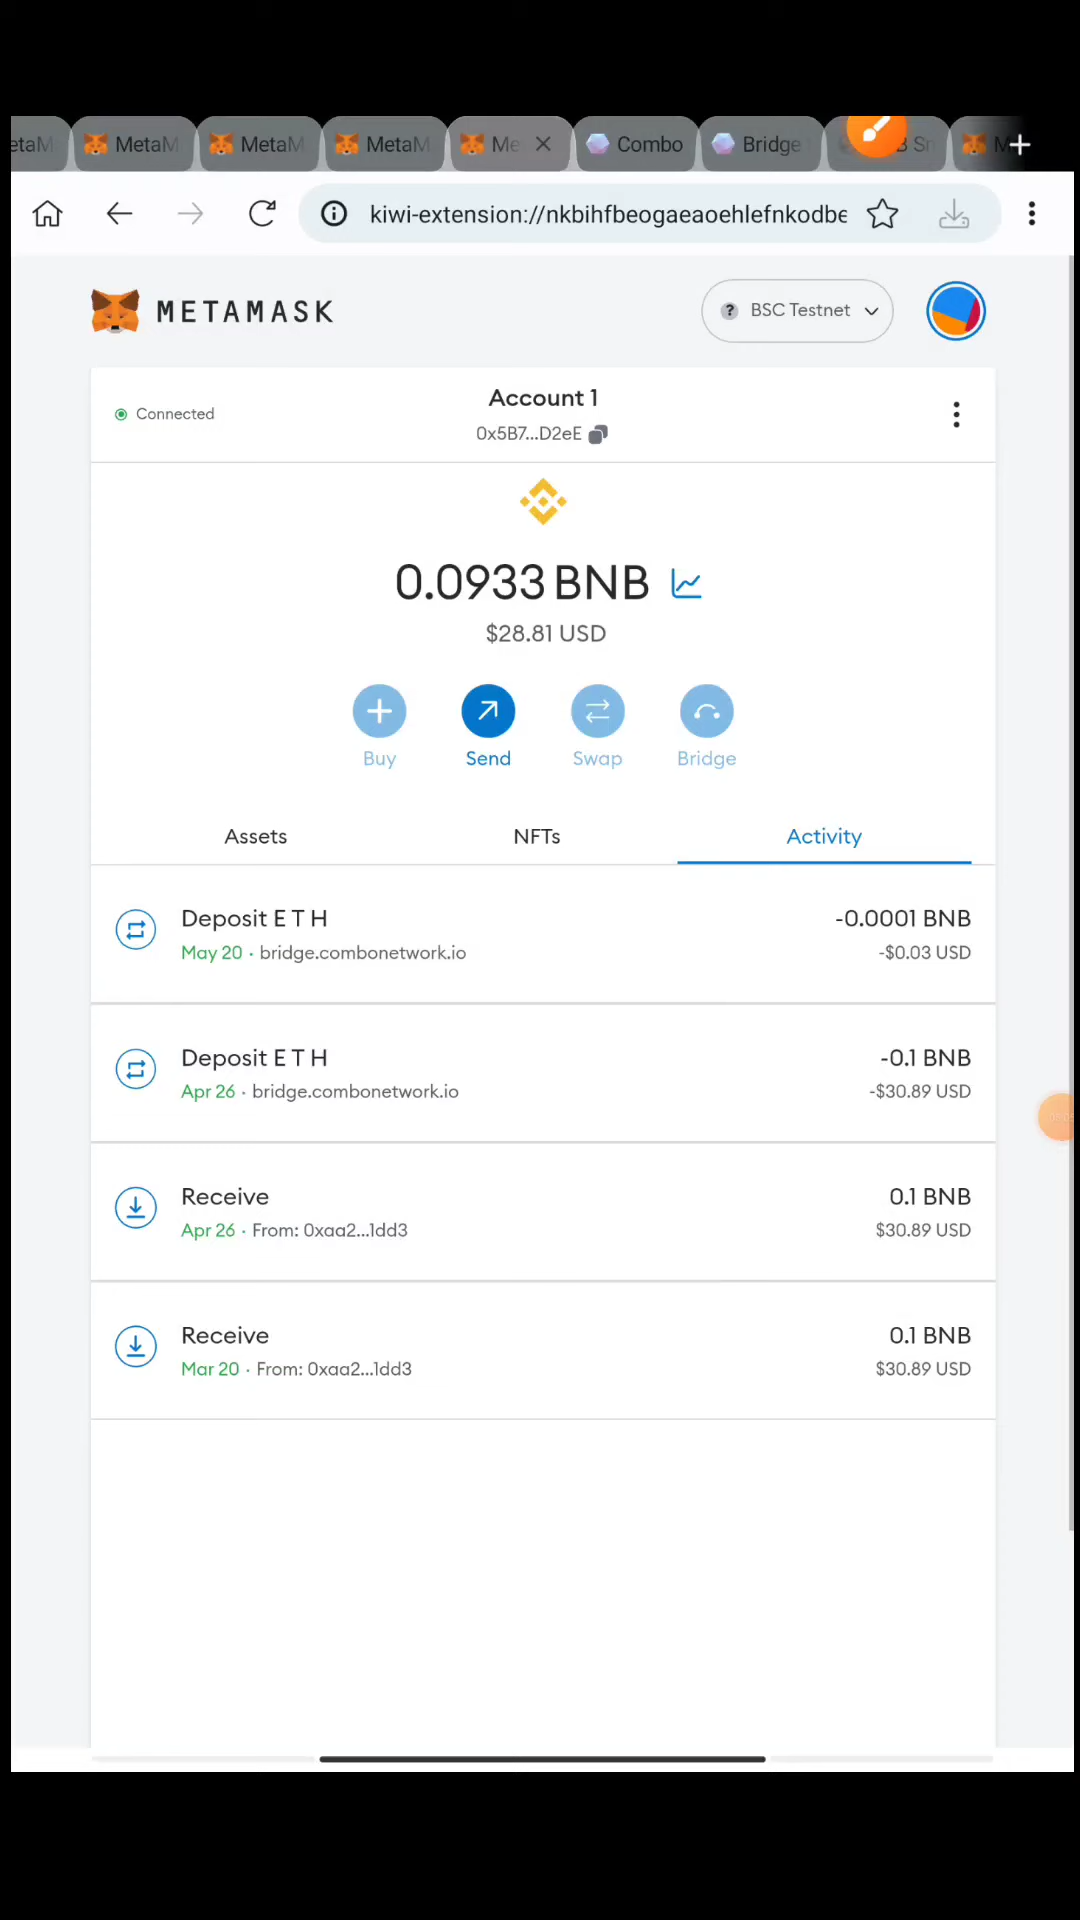 MetaM
MetaM
MetaM
Me
Combo
Bridge
kiwi-extension://nkbihfbeogaeaoehlefnkodbe
METAMASK
? BSC Testnet
Connected
Account 1
0x5B7...D2eE
0.0933 BNB
$28.81 USD
Buy
Send
Swap
Bridge
Assets
NFTs
Activity
Deposit E T H
-0.0001 BNB
May 20 · bridge.combonetwork.io
-$0.03 USD
Deposit E T H
-0.1 BNB
Apr 26 · bridge.combonetwork.io
-$30.89 USD
Receive
0.1 BNB
Apr 26 · From: 0xaa2...1dd3
$30.89 USD
Receive
0.1 BNB
Mar 20 · From: 0xaa2...1dd3
$30.89 USD